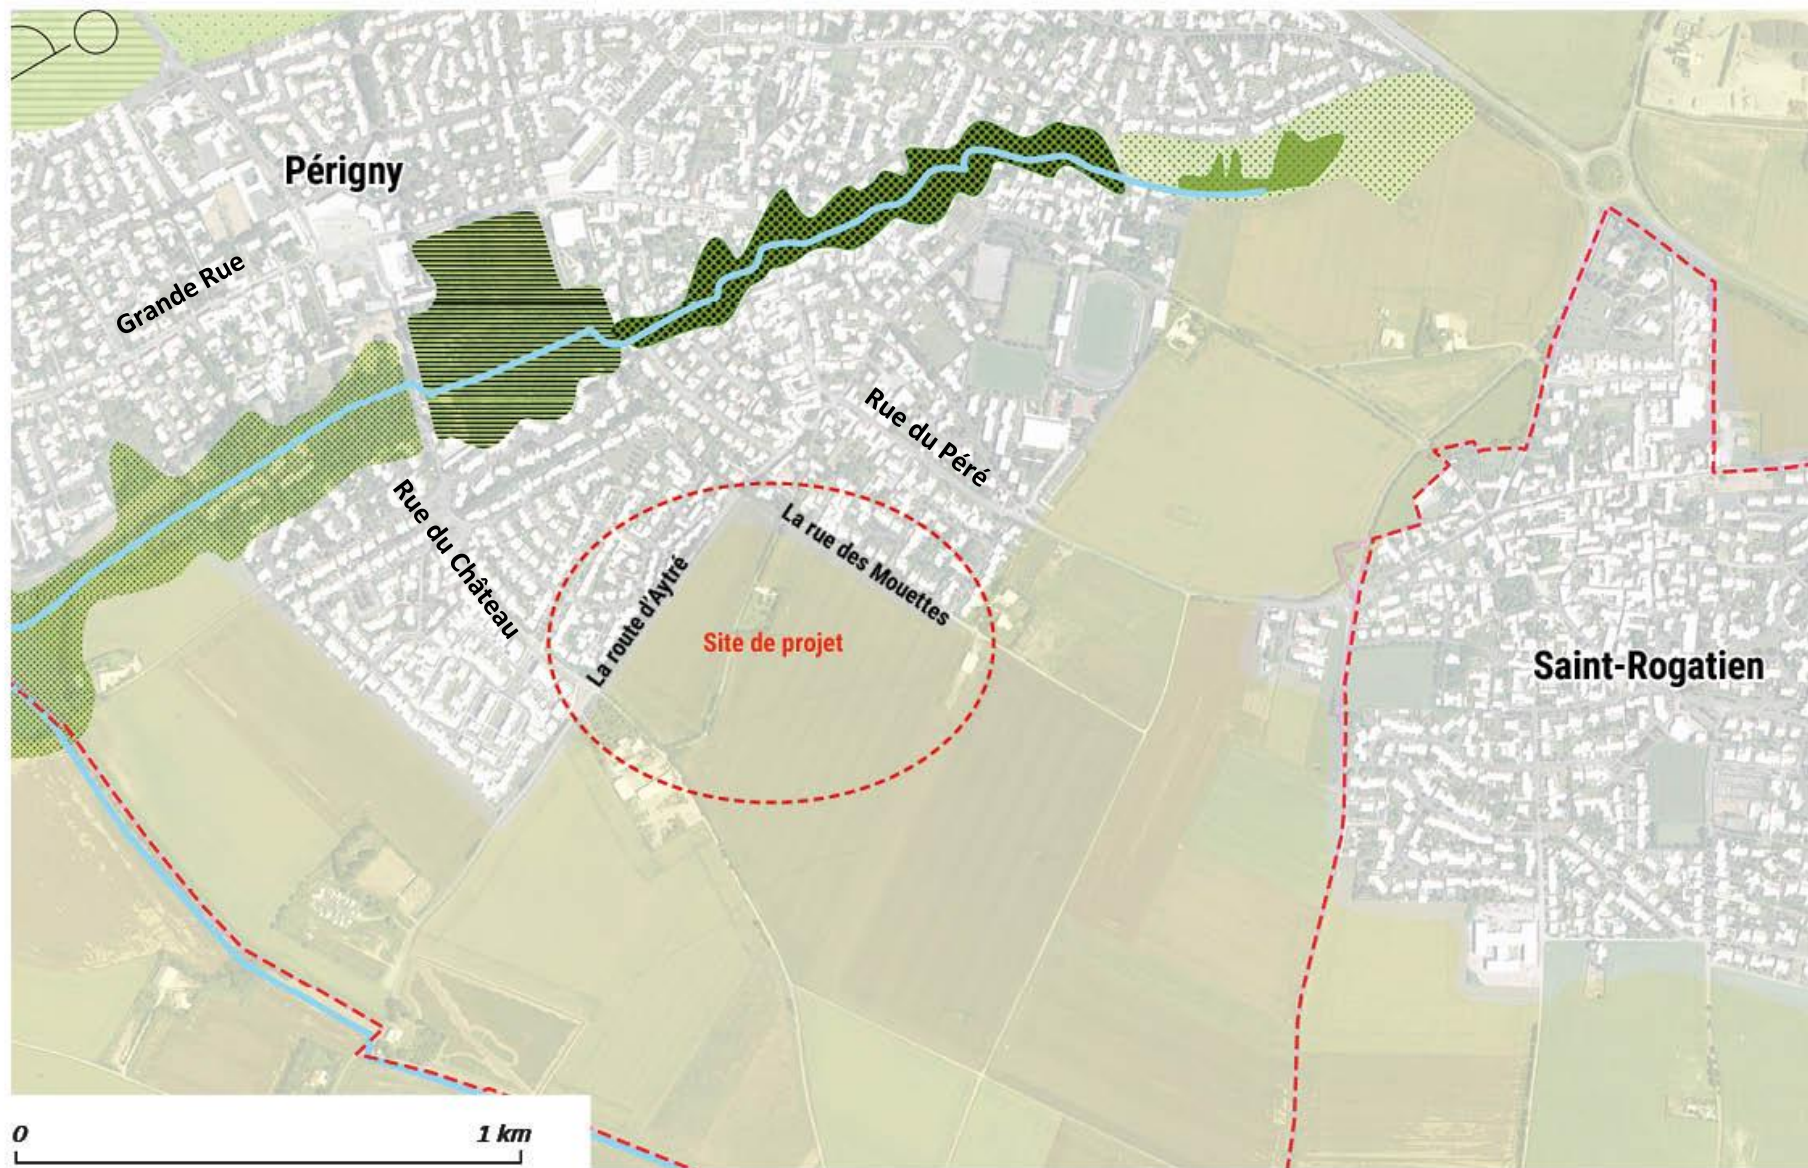 Périgny
Grande Rue
Rue du Péré
Rue du Château
La rue des Mouettes
La route d'Aytré
Site de projet
Saint-Rogatien
0 1 km